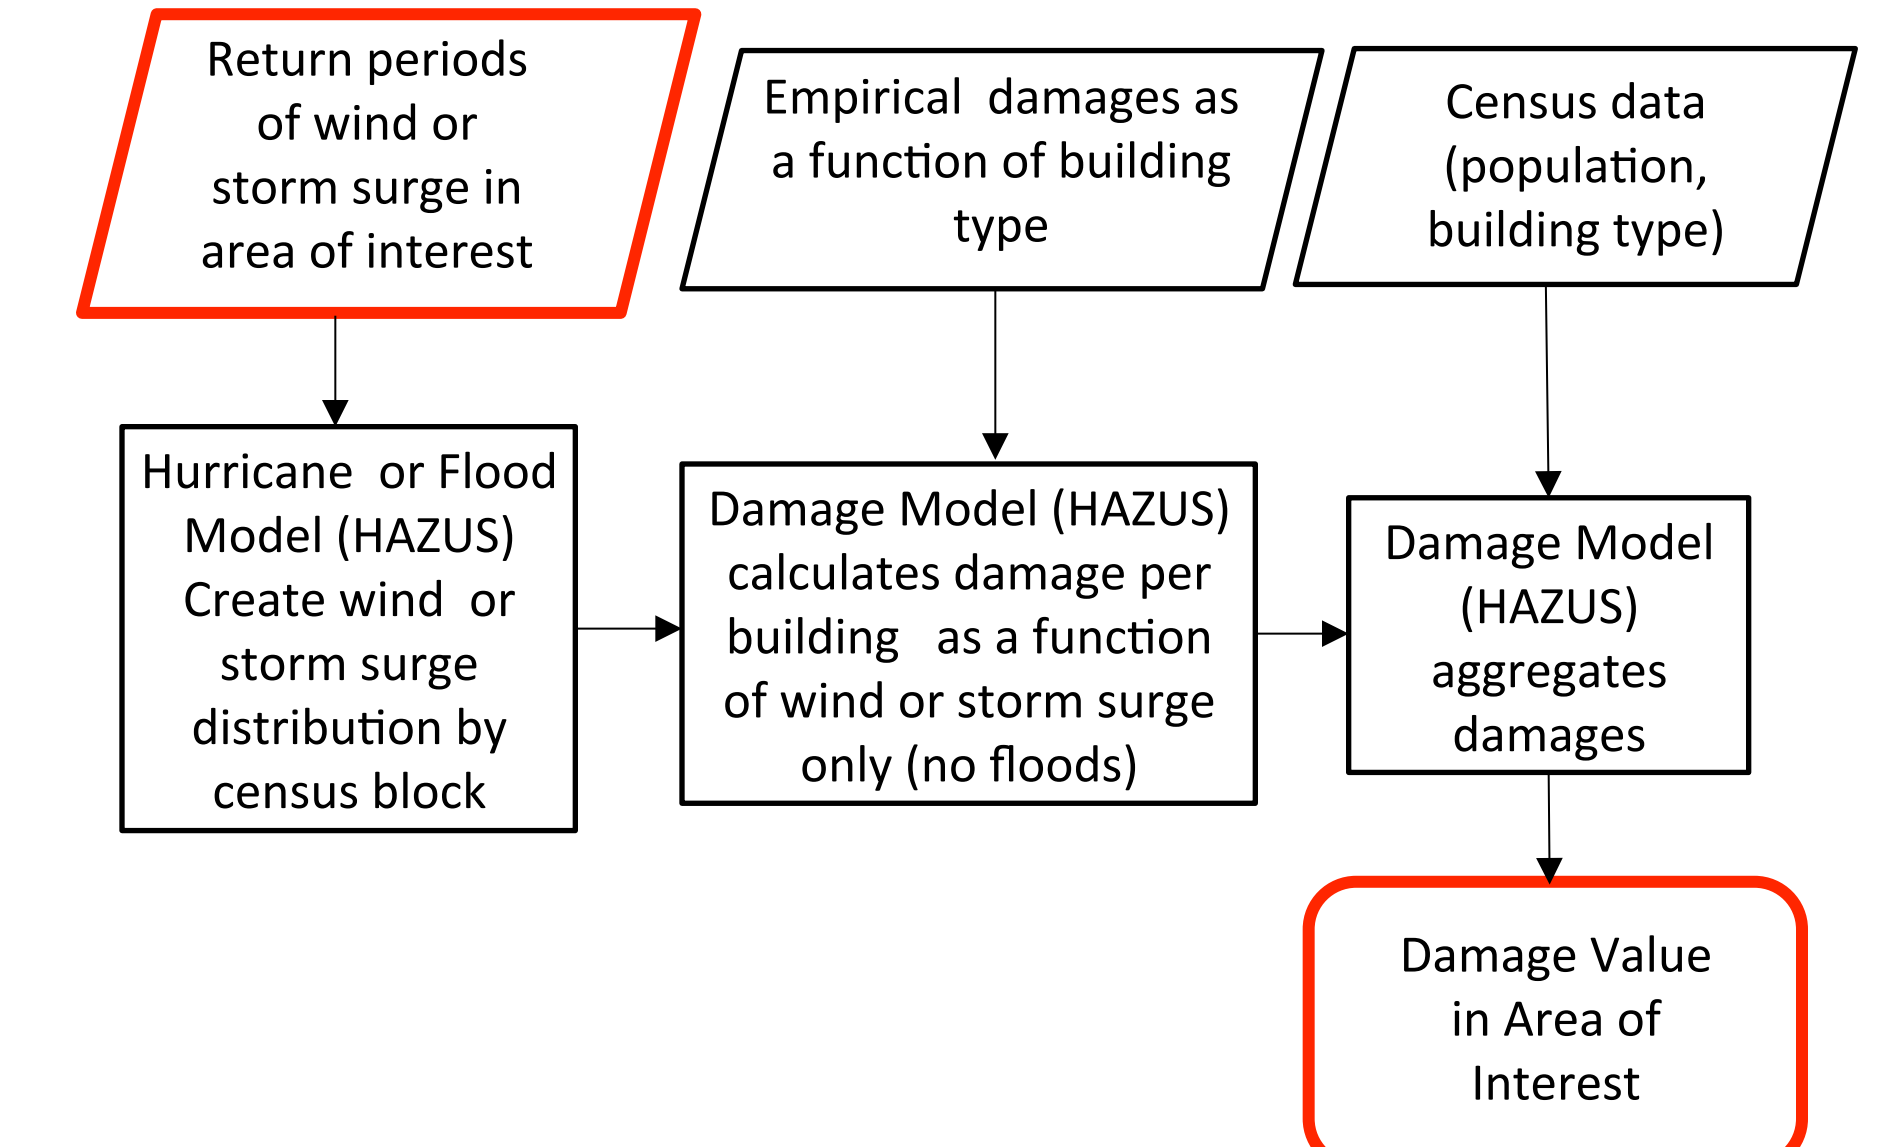 Return periods
of wind or
storm surge in
area of interest
Empirical damages as
a function of building
type
Census data
(population,
building type)
Hurricane or Flood
Model (HAZUS)
Create wind or
storm surge
distribution by
census block
Damage Model (HAZUS)
calculates damage per
building as a function
of wind or storm surge
only (no floods)
Damage Model
(HAZUS)
aggregates
damages
Damage Value
in Area of
Interest